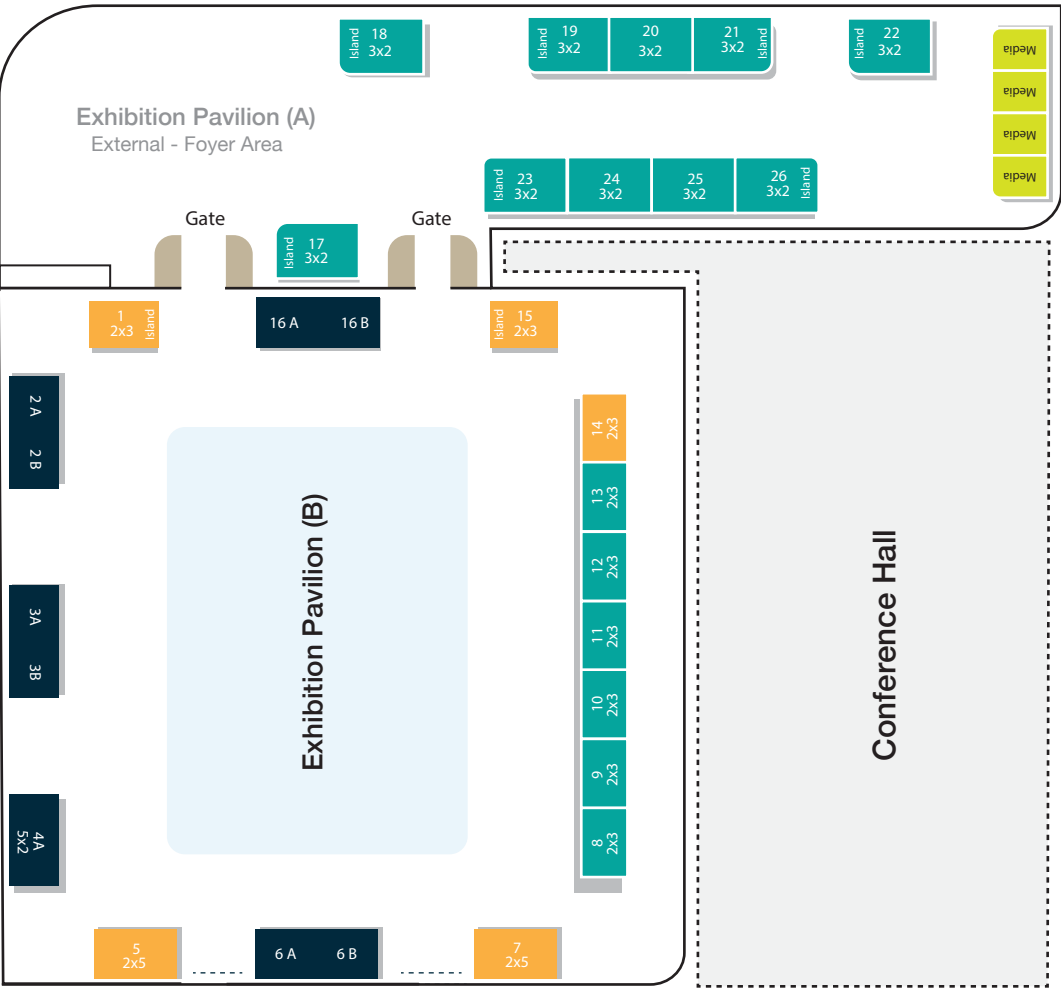 Island
18
3x2
Island
19
3x2
20
3x2
21
3x2
Island
Island
22
3x2
Media
Media
Media
Media
Exhibition Pavilion (A)
External - Foyer Area
Island
23
3x2
24
3x2
25
3x2
26
3x2
Island
Gate
Island
17
3x2
Gate
1
2x3
Island
16 A
16 B
Island
15
2x3
2 A
2 B
3A
3B
4A
5x2
Exhibition Pavilion (B)
14
2x3
13
2x3
12
2x3
11
2x3
10
2x3
9
2x3
8
2x3
Conference Hall
5
2x5
6 A
6 B
7
2x5